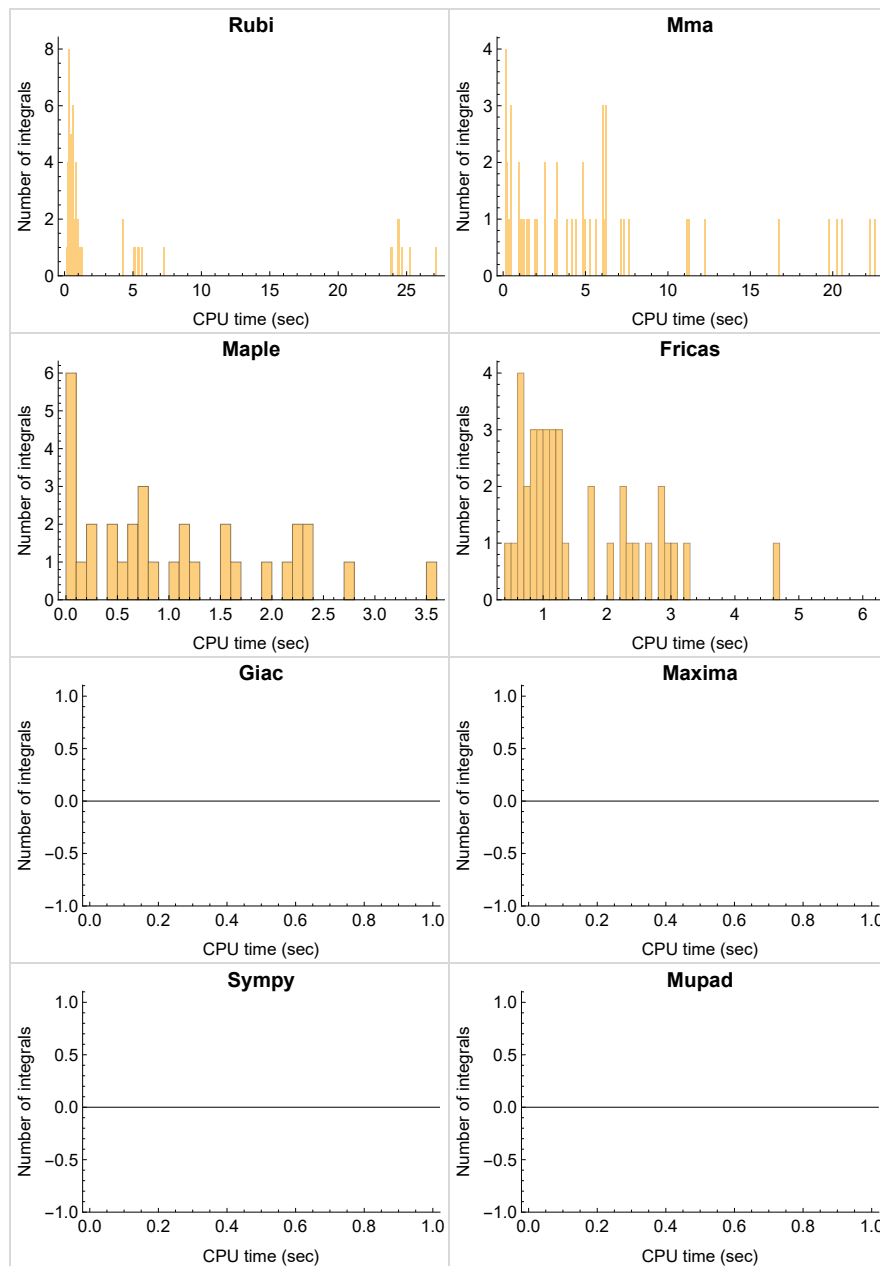 Rubi
Number of integrals
8
6
4
2
0
0 5 10 15 20 25
CPU time (sec)
Mma
Number of integrals
4
3
2
1
0
0 5 10 15 20
CPU time (sec)
Maple
Number of integrals
6
5
4
3
2
1
0
0.0 0.5 1.0 1.5 2.0 2.5 3.0 3.5
CPU time (sec)
Fricas
Number of integrals
4
3
2
1
0
1 2 3 4 5 6
CPU time (sec)
Giac
Number of integrals
1.0
0.5
0.0
−0.5
−1.0
0.0 0.2 0.4 0.6 0.8 1.0
CPU time (sec)
Maxima
Number of integrals
1.0
0.5
0.0
−0.5
−1.0
0.0 0.2 0.4 0.6 0.8 1.0
CPU time (sec)
Sympy
Number of integrals
1.0
0.5
0.0
−0.5
−1.0
0.0 0.2 0.4 0.6 0.8 1.0
CPU time (sec)
Mupad
Number of integrals
1.0
0.5
0.0
−0.5
−1.0
0.0 0.2 0.4 0.6 0.8 1.0
CPU time (sec)